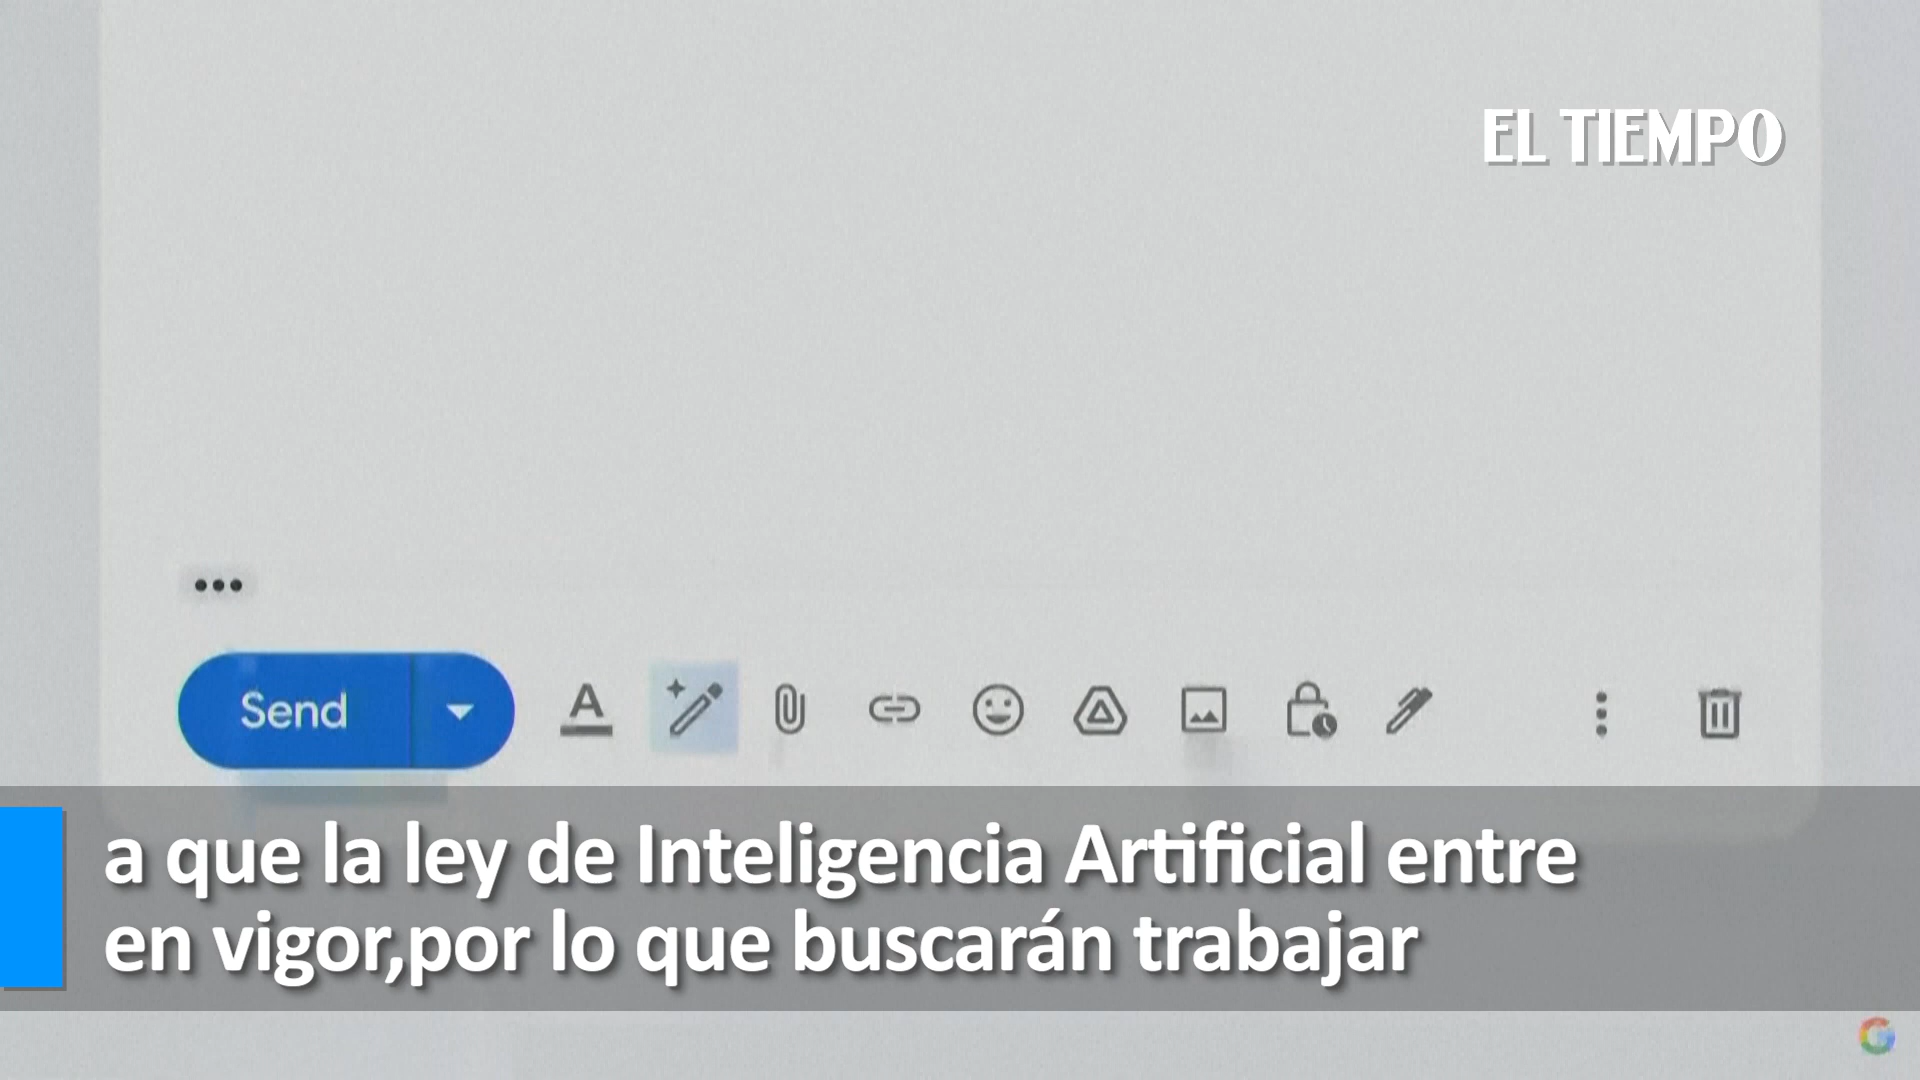 EL TIEMPO
Send
a que la ley de Inteligencia Artificial entre
en vigor,por lo que buscarán trabajar